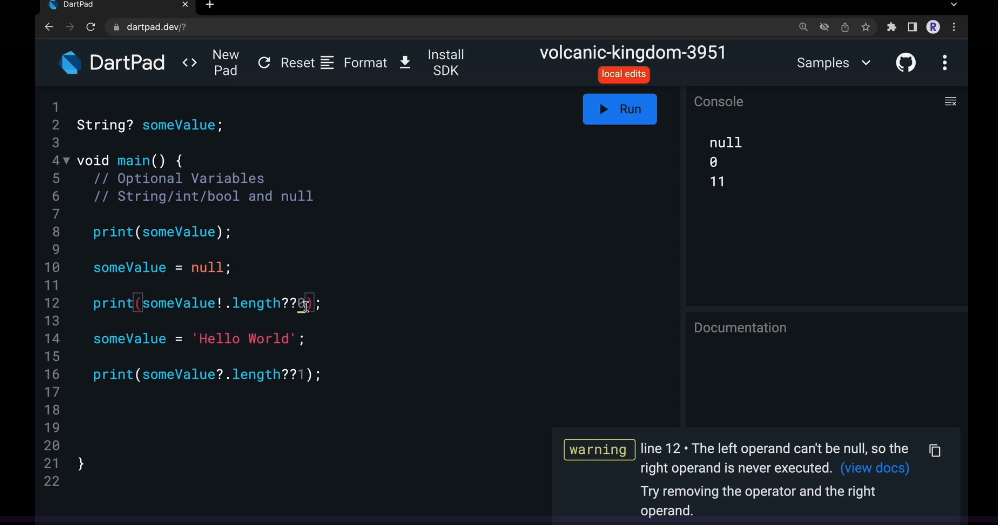 DartPad
dartpad.dev/?
R
DartPad
<>
New
Pad
Reset
Format
Install
SDK
volcanic-kingdom-3951
local edits
Samples
1
2 String? someValue;
3
4 void main() {
5 // Optional Variables
6 // String/int/bool and null
7
8 print(someValue);
9
10 someValue = null;
11
12 print(someValue!.length??0);
13
14 someValue = 'Hello World';
15
16 print(someValue?.length??1);
17
18
19
20
21 }
22
Run
Console
null
0
11
Documentation
warning line 12 • The left operand can't be null, so the
right operand is never executed. (view docs)
Try removing the operator and the right
operand.